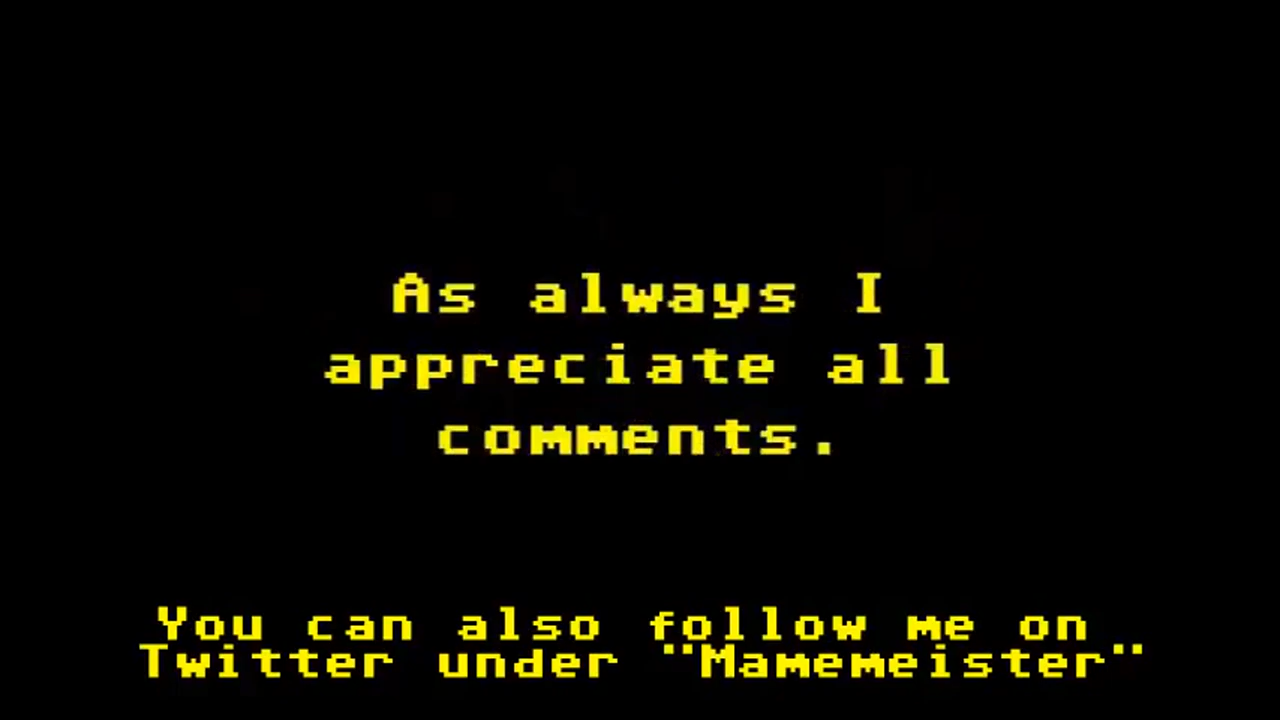 As always I
appreciate all
comments.
You can also follow me on
Twitter under "Mamemeister"